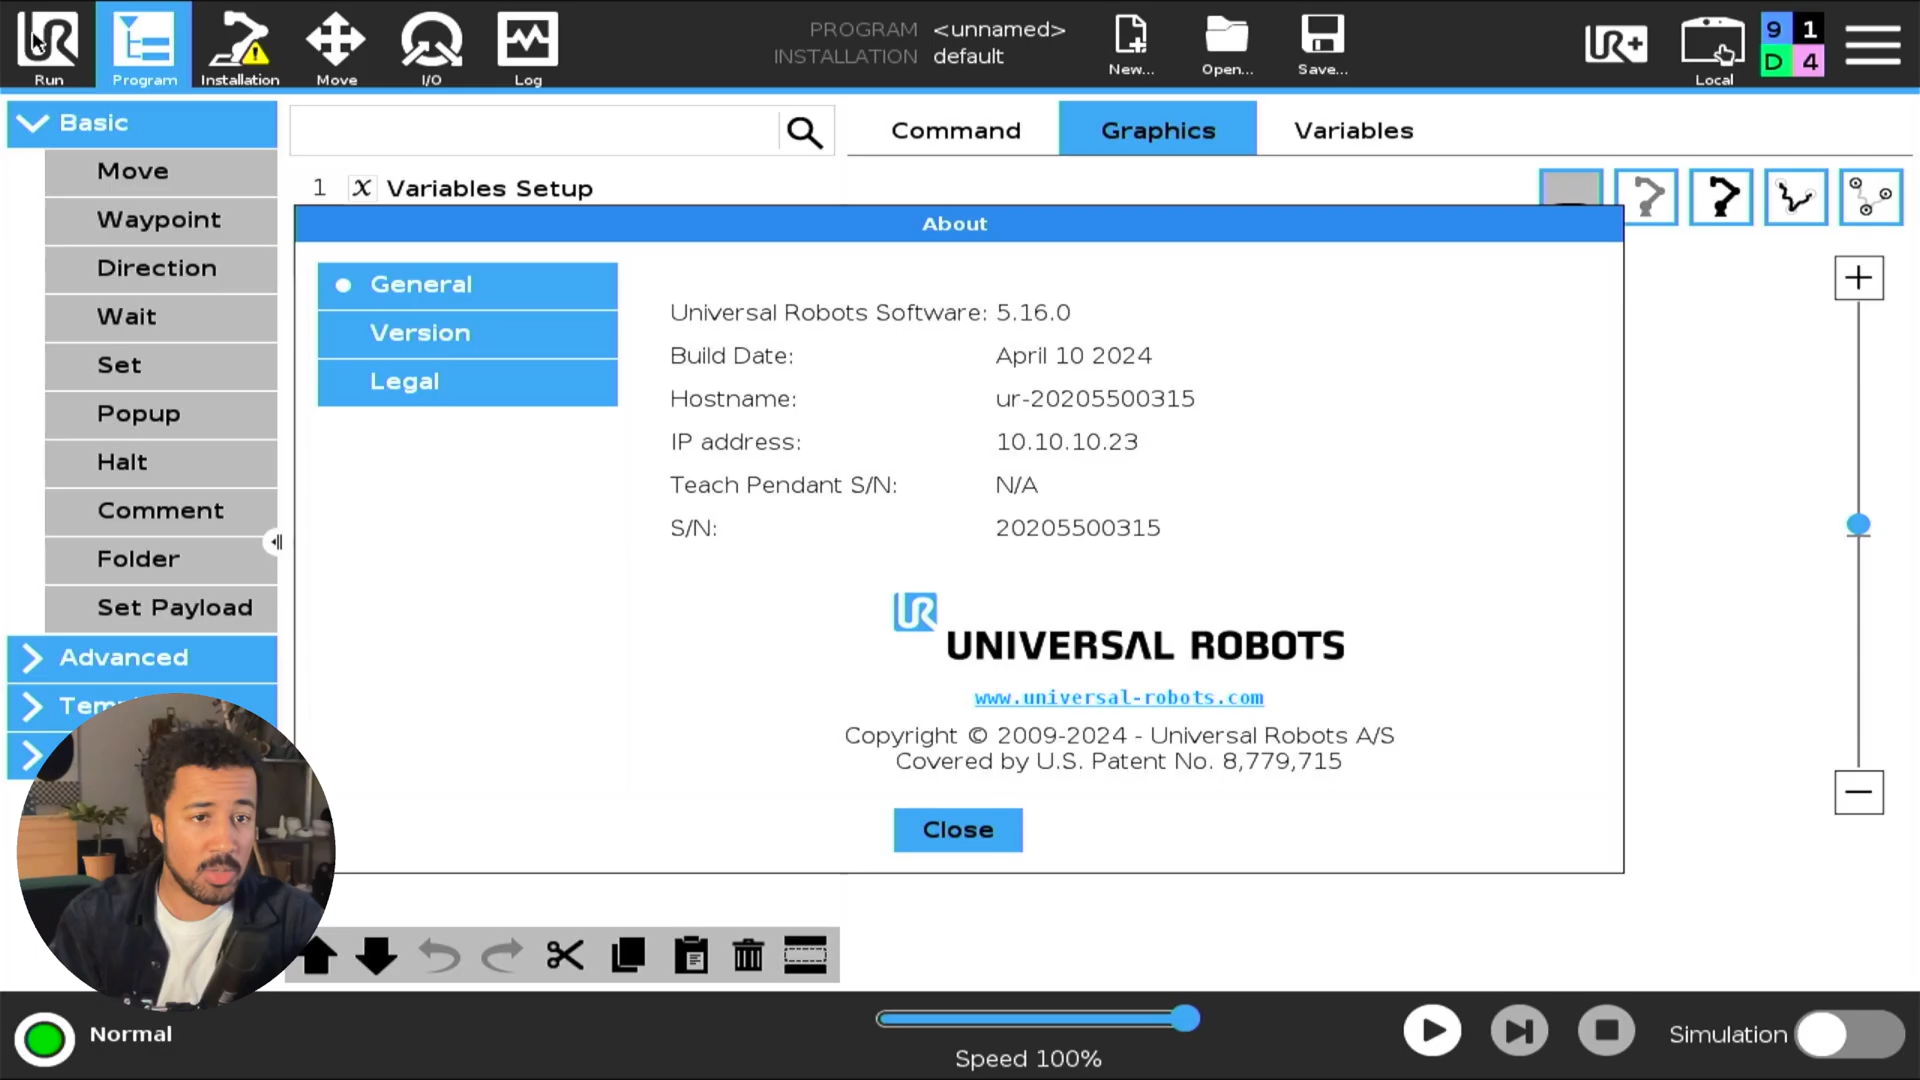 Run
Program
Installation
Move
I/O
Log
PROGRAM <unnamed>
INSTALLATION default
New...
Open...
Save...
UR+
Local
9 1
D 4
Basic
Move
Waypoint
Direction
Wait
Set
Popup
Halt
Comment
Folder
Set Payload
Advanced
Command
Graphics
Variables
1 X Variables Setup
About
General
Version
Legal
Universal Robots Software: 5.16.0
Build Date: April 10 2024
Hostname: ur-20205500315
IP address: 10.10.10.23
Teach Pendant S/N: N/A
S/N: 20205500315
UR
UNIVERSAL ROBOTS
www.universal-robots.com
Copyright © 2009-2024 - Universal Robots A/S
Covered by U.S. Patent No. 8,779,715
Close
Normal
Speed 100%
Simulation